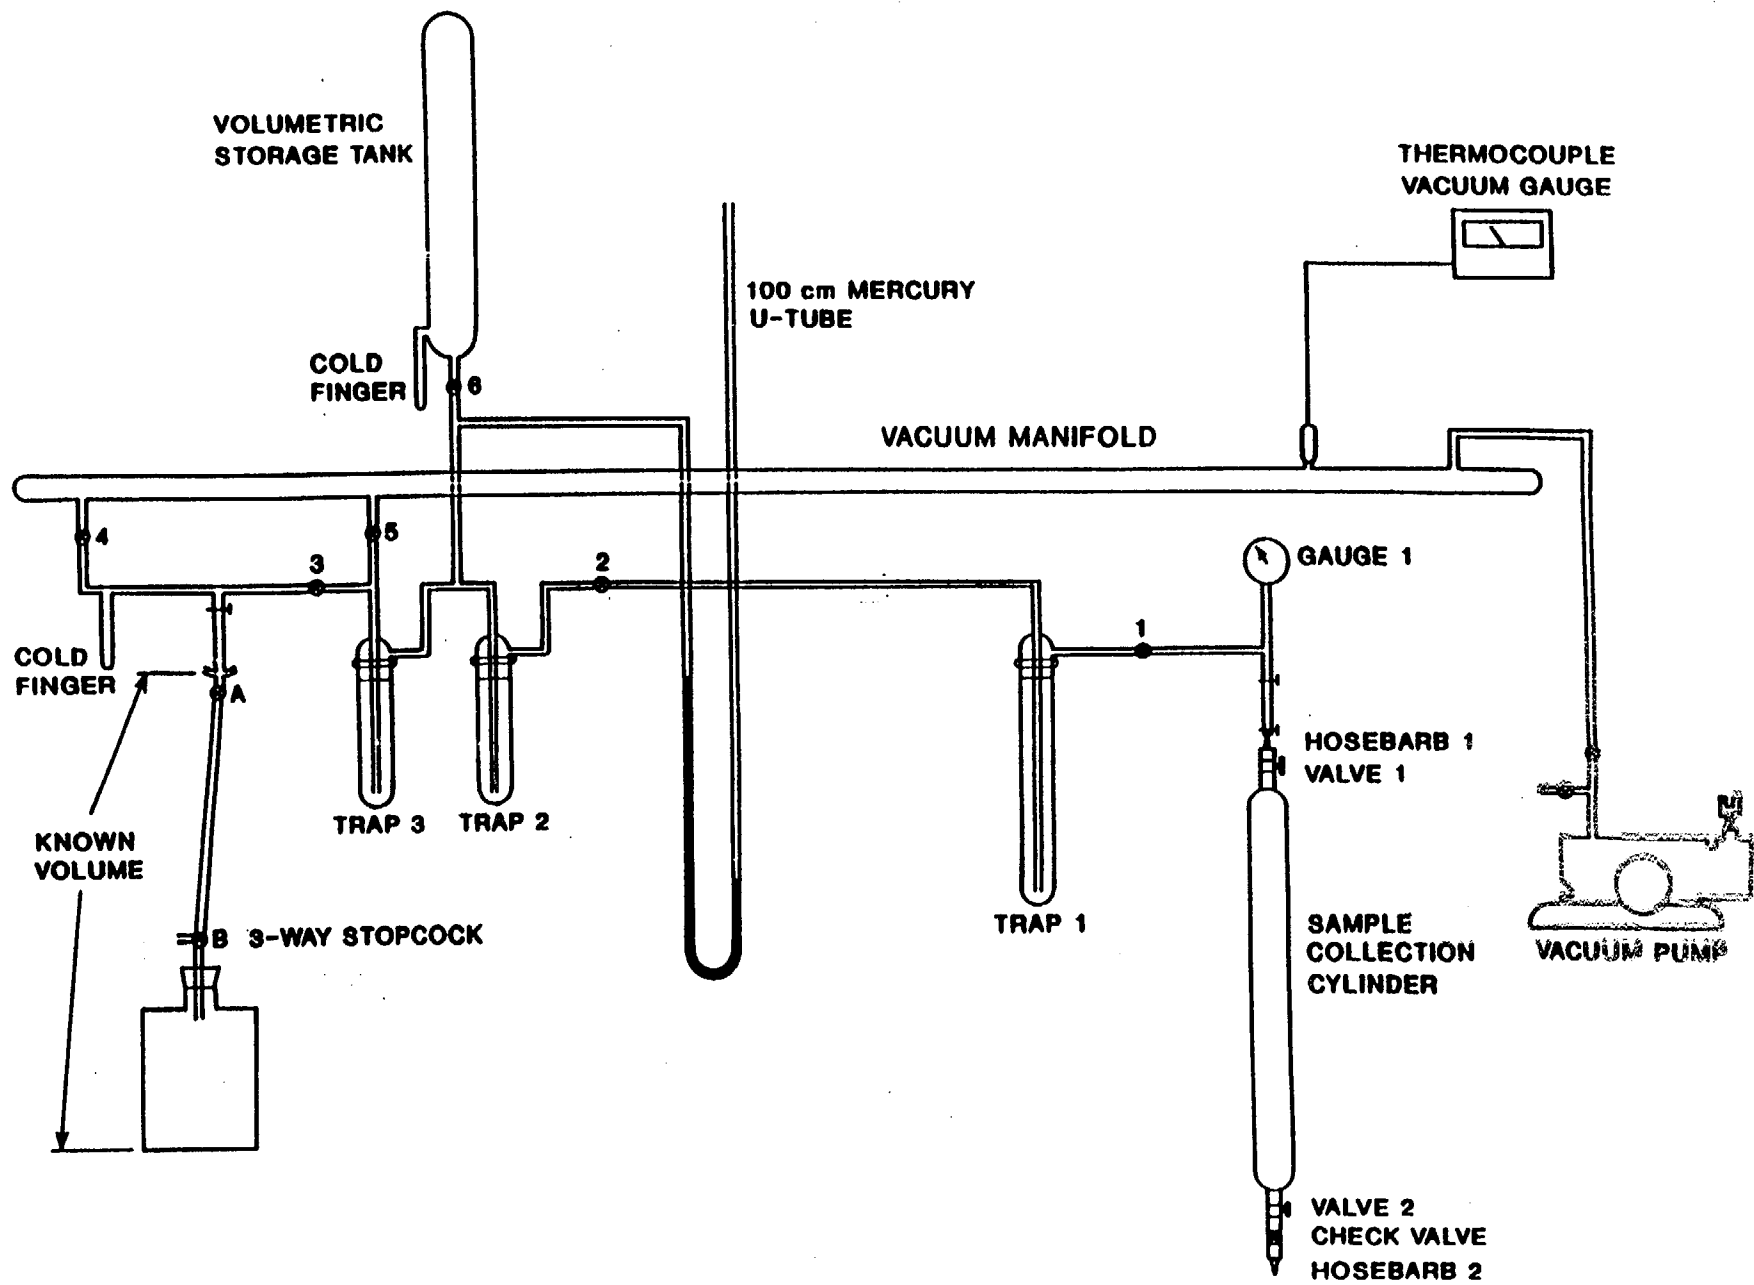 VOLUMETRIC
STORAGE TANK
THERMOCOUPLE
VACUUM GAUGE
100 cm MERCURY
U-TUBE
COLD
FINGER
6
VACUUM MANIFOLD
4
5
3
2
GAUGE 1
1
COLD
FINGER
A
HOSEBARB 1
VALVE 1
TRAP 3
TRAP 2
KNOWN
VOLUME
TRAP 1
B 3-WAY STOPCOCK
SAMPLE
COLLECTION
CYLINDER
VACUUM PUMP
VALVE 2
CHECK VALVE
HOSEBARB 2